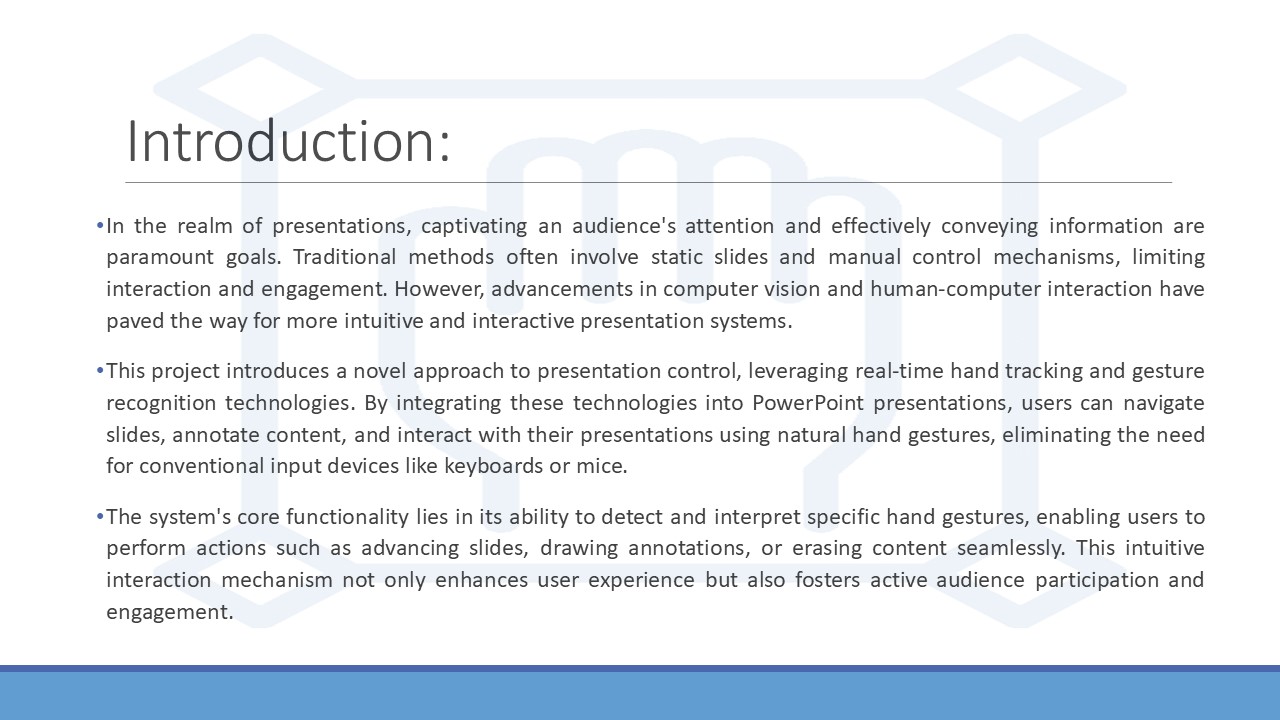 Introduction:
•In the realm of presentations, captivating an audience's attention and effectively conveying information are
paramount goals. Traditional methods often involve static slides and manual control mechanisms, limiting
interaction and engagement. However, advancements in computer vision and human-computer interaction have
paved the way for more intuitive and interactive presentation systems.
•This project introduces a novel approach to presentation control, leveraging real-time hand tracking and gesture
recognition technologies. By integrating these technologies into PowerPoint presentations, users can navigate
slides, annotate content, and interact with their presentations using natural hand gestures, eliminating the need
for conventional input devices like keyboards or mice.
•The system's core functionality lies in its ability to detect and interpret specific hand gestures, enabling users to
perform actions such as advancing slides, drawing annotations, or erasing content seamlessly. This intuitive
interaction mechanism not only enhances user experience but also fosters active audience participation and
engagement.